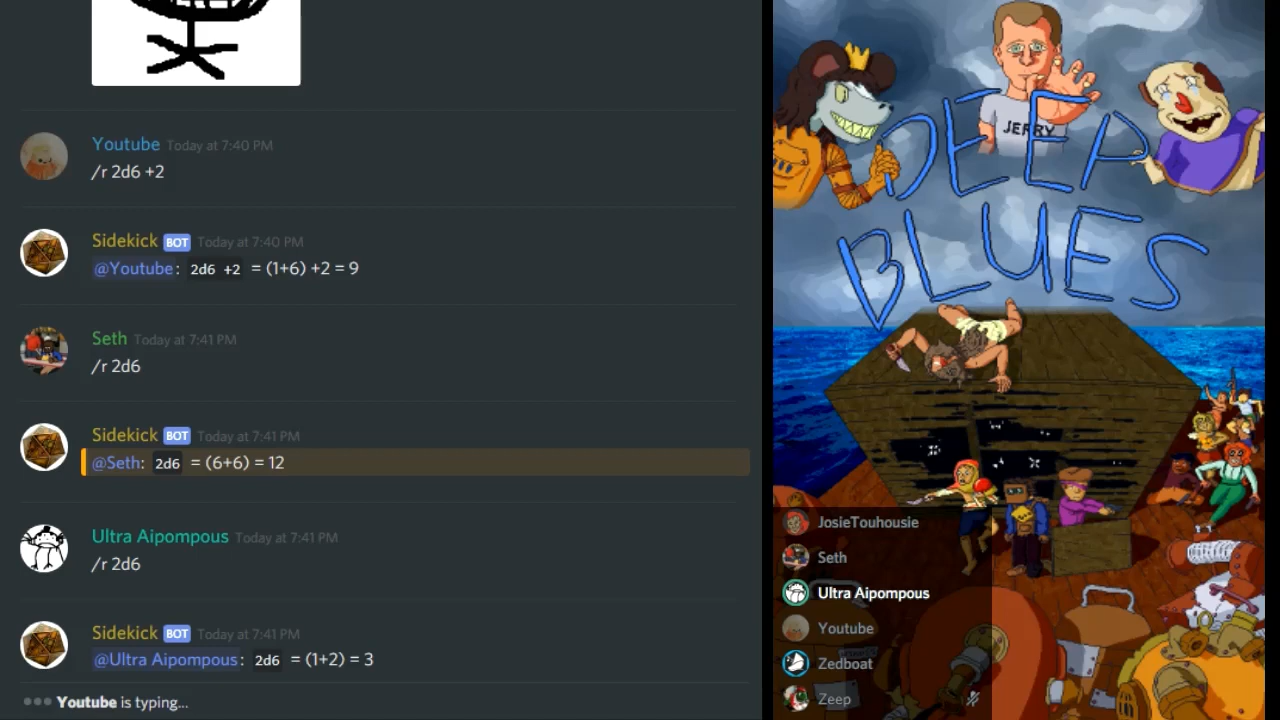 Youtube Today at 7:40 PM
/r 2d6 +2
Sidekick BOT Today at 7:40 PM
@Youtube: 2d6 +2 = (1+6) +2 = 9
Seth Today at 7:41 PM
/r 2d6
Sidekick BOT Today at 7:41 PM
@Seth: 2d6 = (6+6) = 12
Ultra Aipompous Today at 7:41 PM
/r 2d6
Sidekick BOT Today at 7:41 PM
@Ultra Aipompous: 2d6 = (1+2) = 3
Youtube is typing...
JERRY
DEEP
BLUES
JosieTouhousie
Seth
Ultra Aipompous
Youtube
Zedboat
Zeep